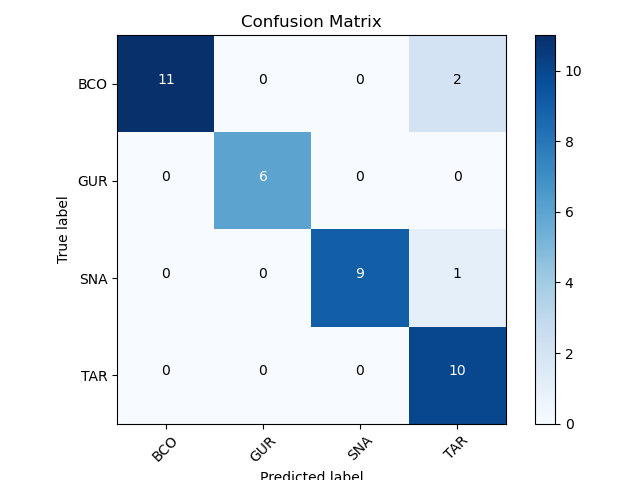 Confusion Matrix
BCO 11 0 0 2
GUR 0 6 0 0
SNA 0 0 9 1
TAR 0 0 0 10
True label
BCO GUR SNA TAR
Predicted label
10
8
6
4
2
0